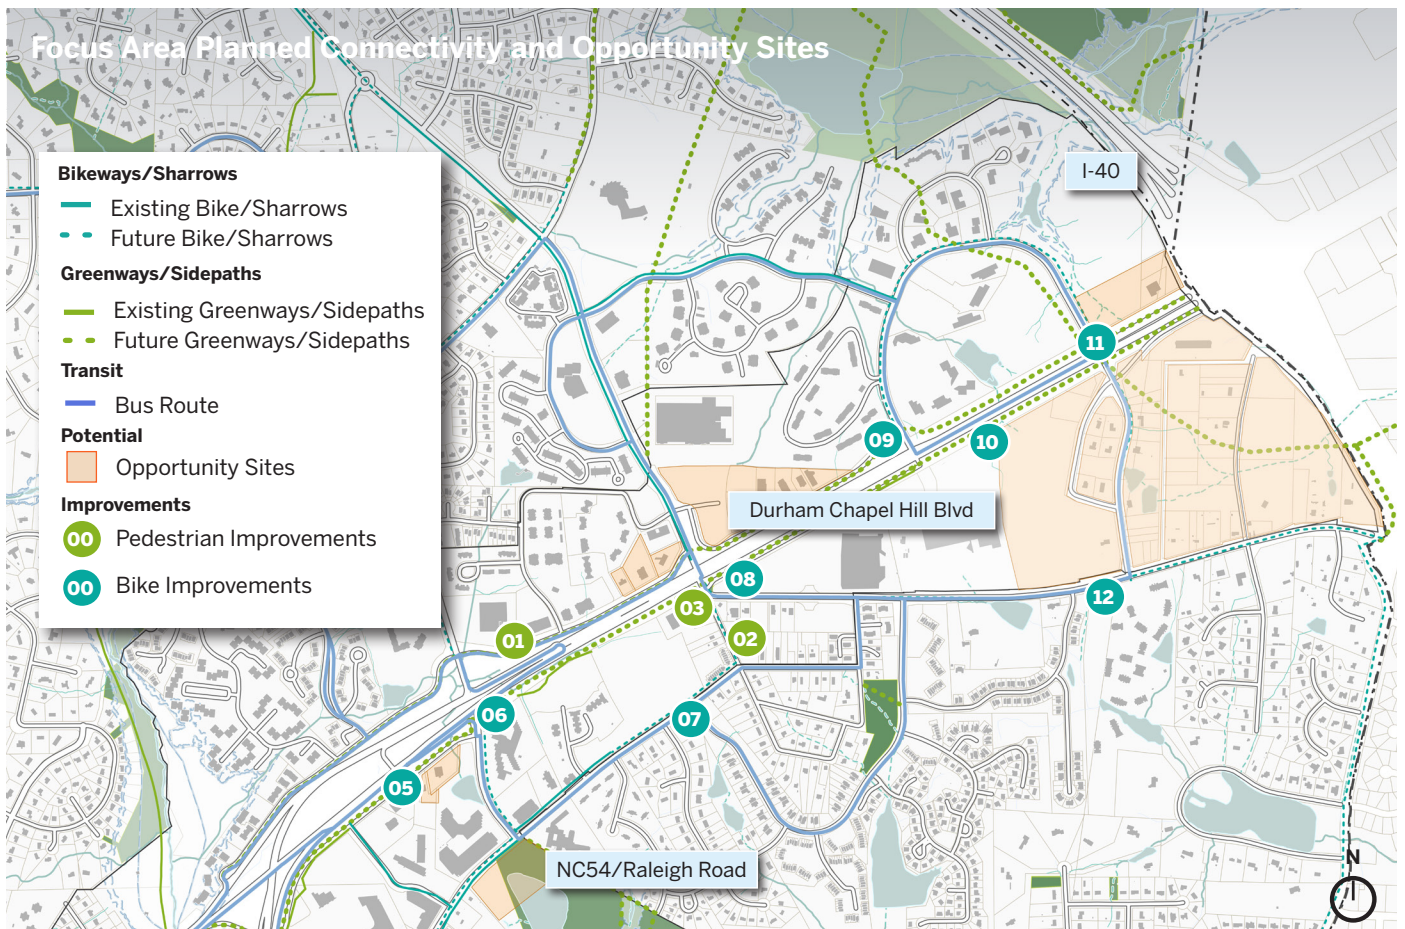 Focus Area Planned Connectivity and Opportunity Sites
Bikeways/Sharrows
Existing Bike/Sharrows
Future Bike/Sharrows
Greenways/Sidepaths
Existing Greenways/Sidepaths
Future Greenways/Sidepaths
Transit
Bus Route
Potential
Opportunity Sites
Improvements
00 Pedestrian Improvements
00 Bike Improvements
I-40
11
09
10
Durham Chapel Hill Blvd
08
12
03
01
02
06
07
05
NC54/Raleigh Road
N